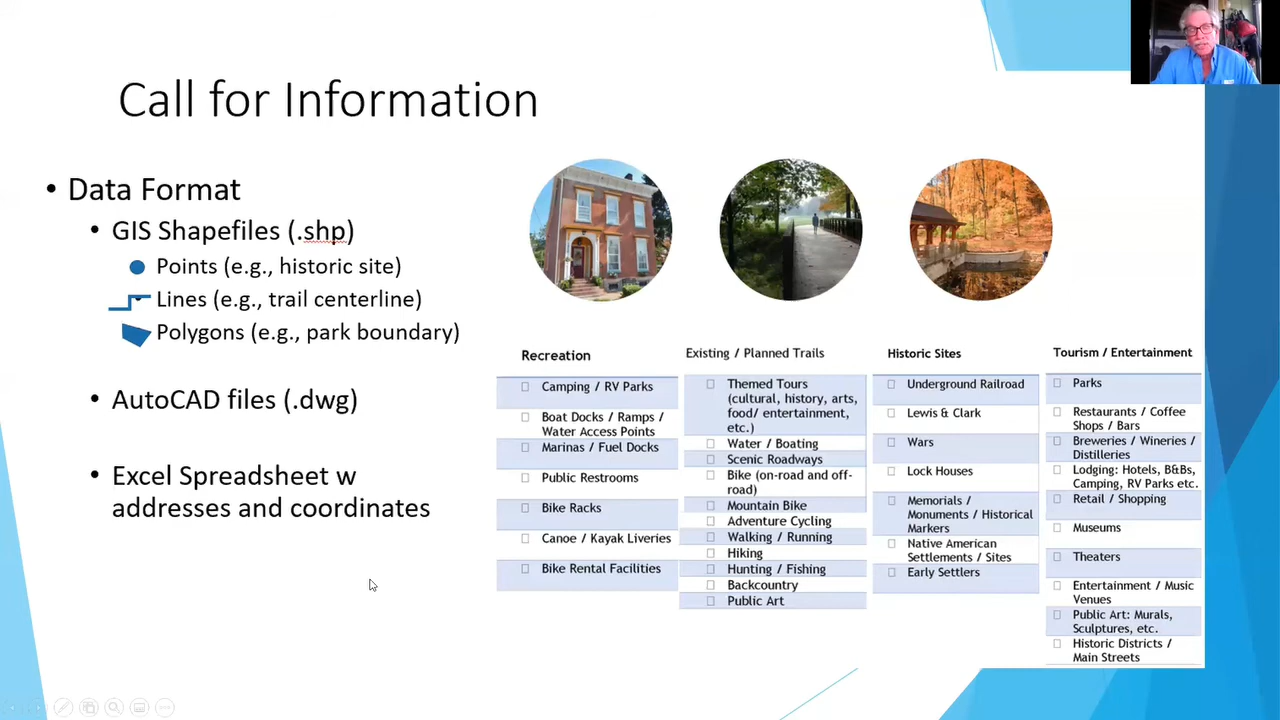 Call for Information
• Data Format
• GIS Shapefiles (.shp)
Points (e.g., historic site)
Lines (e.g., trail centerline)
Polygons (e.g., park boundary)
• AutoCAD files (.dwg)
• Excel Spreadsheet w
addresses and coordinates
Recreation
Camping / RV Parks
Boat Docks / Ramps /
Water Access Points
Marinas / Fuel Docks
Public Restrooms
Bike Racks
Canoe / Kayak Liveries
Bike Rental Facilities
Existing / Planned Trails
Themed Tours
(cultural, history, arts,
food/ entertainment,
etc.)
Water / Boating
Scenic Roadways
Bike (on-road and off-
road)
Mountain Bike
Adventure Cycling
Walking / Running
Hiking
Hunting / Fishing
Backcountry
Public Art
Historic Sites
Underground Railroad
Lewis & Clark
Wars
Lock Houses
Memorials /
Monuments / Historical
Markers
Native American
Settlements / Sites
Early Settlers
Tourism / Entertainment
Parks
Restaurants / Coffee
Shops / Bars
Breweries / Wineries /
Distilleries
Lodging: Hotels, B&Bs,
Camping, RV Parks etc.
Retail / Shopping
Museums
Theaters
Entertainment / Music
Venues
Public Art: Murals,
Sculptures, etc.
Historic Districts /
Main Streets